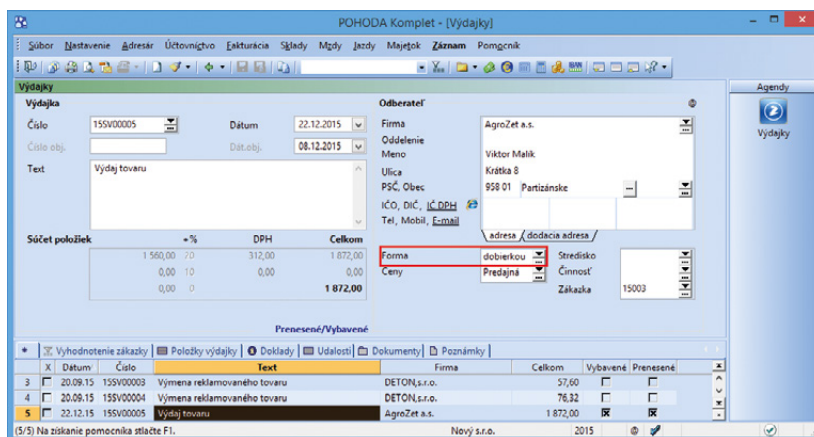 POHODA Komplet - [Výdajky]
Súbor Nastavenie Adresár Účtovníctvo Fakturácia Sklady Mzdy Jazdy Majetok Záznam Pomocník
Výdajky
Agendy
Výdajky
Výdajka
Odberateľ
Číslo 15SV00005 Dátum 22.12.2015 Firma AgroZet a.s.
Číslo obj. Dát.obj. 08.12.2015 Oddelenie
Meno Viktor Malík
Text Výdaj tovaru Ulica Krátka 8
PSČ, Obec 958 01 Partizánske
IČO, DIČ, IČ DPH
Tel, Mobil, E-mail
adresa dodacia adresa
Súčet položiek +% DPH Celkom
1 560,00 20 312,00 1 872,00 Forma dobierkou Stredisko
0,00 10 0,00 0,00 Ceny Predajná Činnosť
0,00 0 1 872,00 Zákazka 15003
Prenesené/Vybavené
Vyhodnotenie zákazky Položky výdajky Doklady Udalosti Dokumenty Poznámky
X Dátum Číslo Text Firma Celkom Vybavené Prenesené
3 20.09.15 15SV00003 Výmena reklamovaného tovaru DETON,s.r.o. 57,60
4 20.09.15 15SV00004 Výmena reklamovaného tovaru DETON,s.r.o. 76,32
5 22.12.15 15SV00005 Výdaj tovaru AgroZet a.s. 1 872,00
(5/5) Na získanie pomocníka stlačte F1. Nový s.r.o. 2015 @